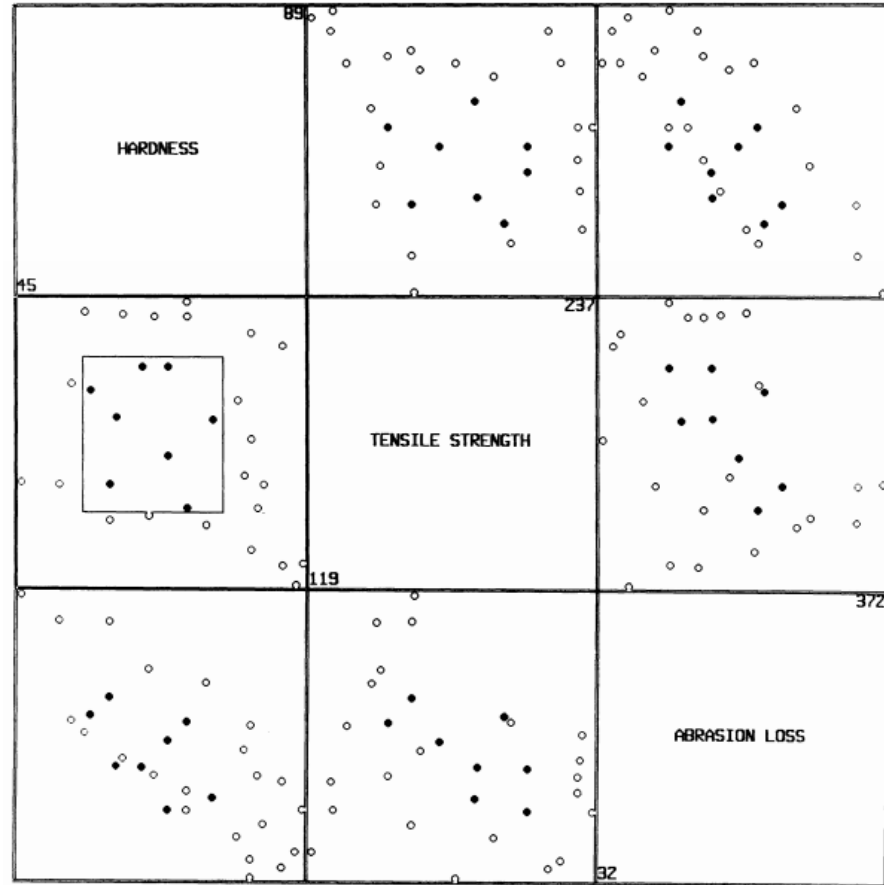 89
HARDNESS
45
237
TENSILE STRENGTH
119
372
ABRASION LOSS
32